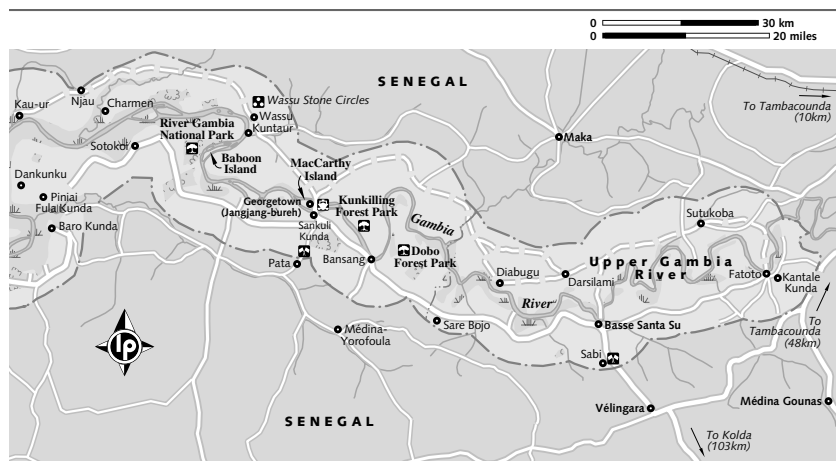 0 30 km
0 20 miles
SENEGAL
Wassu Stone Circles
To Tambacounda
(10km)
Kau-ur
Njau
Charmen
Wassu
Kuntaur
River Gambia
National Park
Maka
Sotokoi
Baboon
Island
MacCarthy
Island
Dankunku
Piniai
Fula Kunda
Georgetown
(Jangjang-bureh)
Kunkilling
Forest Park
Sankuli
Kunda
Baro Kunda
Gambia
Sutukoba
Pata
Bansang
Dobo
Forest Park
Diabugu
Darsilami
Upper Gambia
River
Fatoto
Kantale
Kunda
River
To
Tambacounda
(48km)
lp
Médina-
Yorofoula
Sare Bojo
Basse Santa Su
Sabi
SENEGAL
Vélingara
Médina Gounas
To Kolda
(103km)